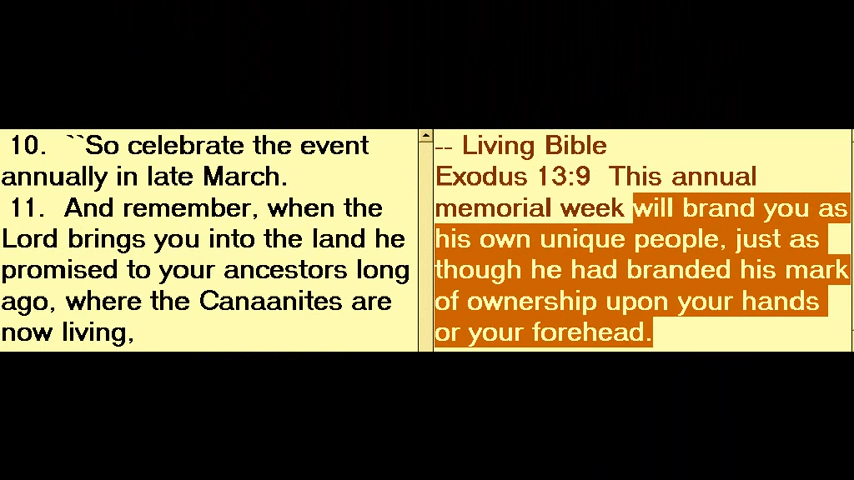 10. ``So celebrate the event
annually in late March.
11. And remember, when the
Lord brings you into the land he
promised to your ancestors long
ago, where the Canaanites are
now living,
-- Living Bible
Exodus 13:9 This annual
memorial week will brand you as
his own unique people, just as
though he had branded his mark
of ownership upon your hands
or your forehead.